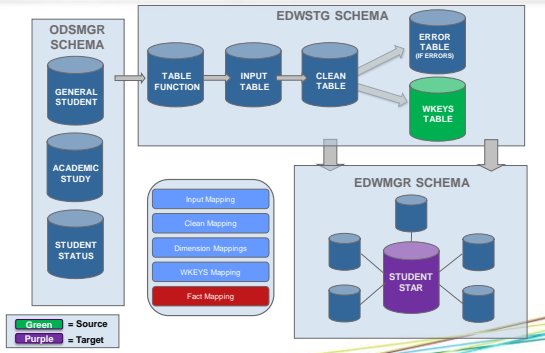 ODSMGR
SCHEMA
GENERAL
STUDENT
ACADEMIC
STUDY
STUDENT
STATUS
EDWSTG SCHEMA
TABLE
FUNCTION
INPUT
TABLE
CLEAN
TABLE
ERROR
TABLE
(IF ERRORS)
WKEYS
TABLE
Input Mapping
Clean Mapping
Dimension Mappings
WKEYS Mapping
Fact Mapping
EDWMGR SCHEMA
STUDENT
STAR
Green = Source
Purple = Target